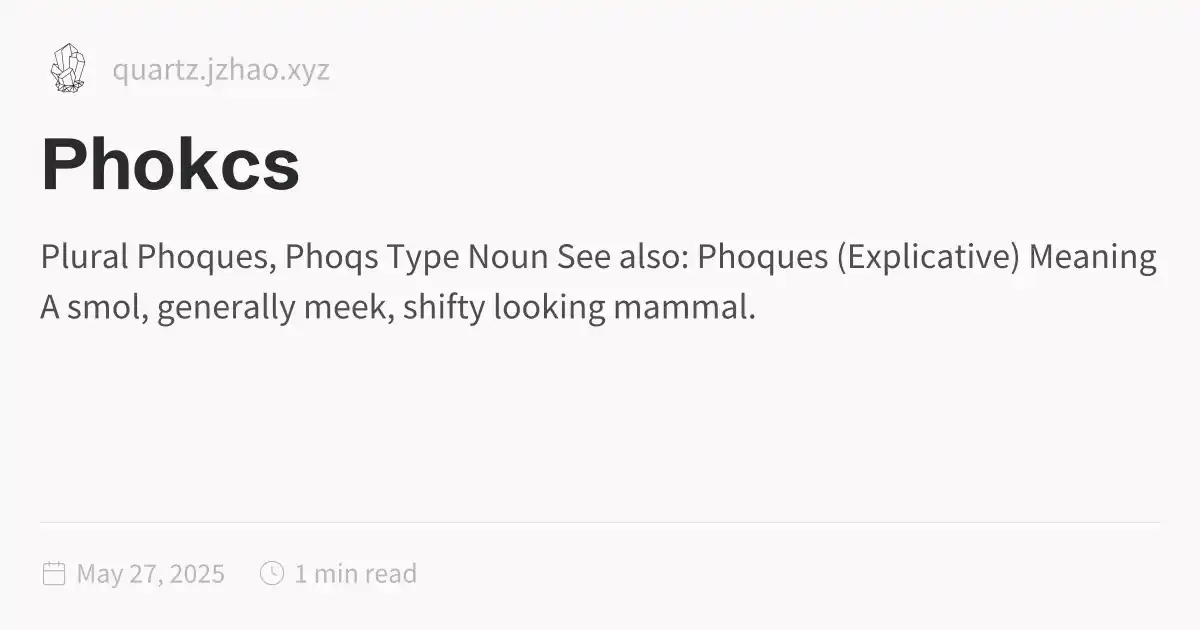 quartz.jzhao.xyz
Phokcs
Plural Phoques, Phoqs Type Noun See also: Phoques (Explicative) Meaning
A smol, generally meek, shifty looking mammal.
May 27, 2025 1 min read